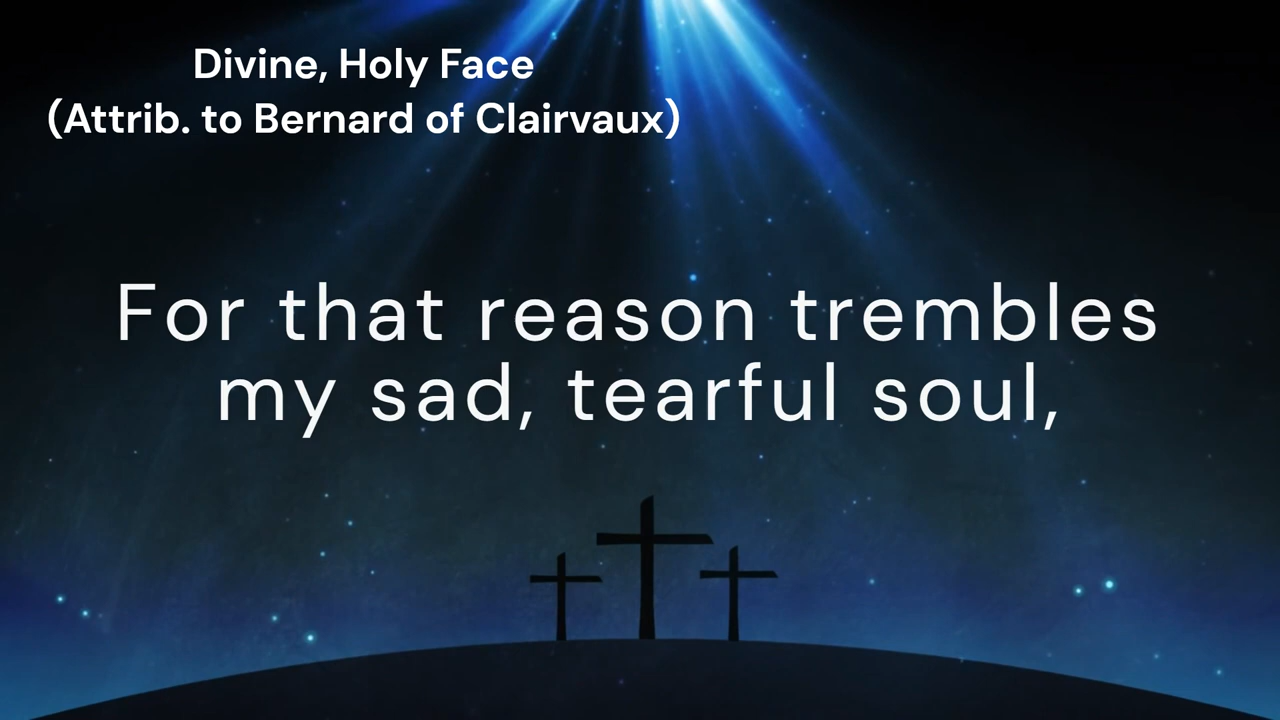 Divine, Holy Face
(Attrib. to Bernard of Clairvaux)
For that reason trembles
my sad, tearful soul,